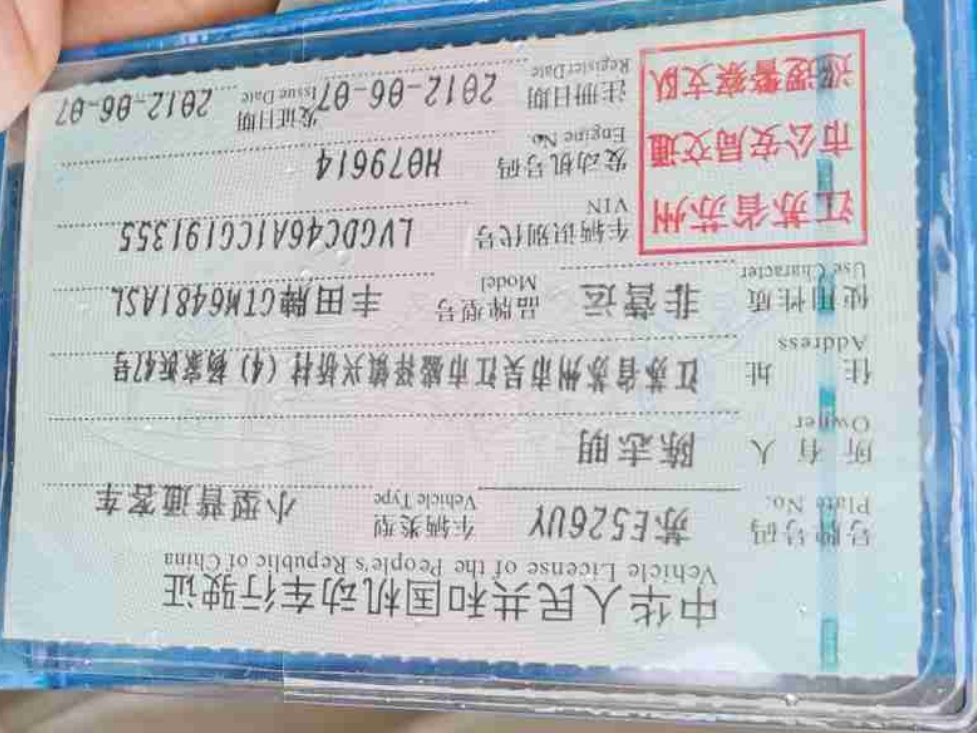 中华人民共和国机动车行驶证
Vehicle License of the People's Republic of China
号牌号码 苏E526UY 车辆类型 小型普通客车
Plate No. Vehicle Type
所有人 陈志明
Owner
住址 江苏省苏州市吴江市盛泽镇兴桥村(4)杨家扇47号
Address
使用性质 非营运 品牌型号 丰田牌GTM6481ASL
Use Character Model
江苏省苏州
市公安局交通
巡逻警察支队
车辆识别代号 LVGDC46A1CG191355
VIN
发动机号码 H079614
Engine No.
注册日期 2012-06-07 发证日期 2012-06-07
Register Date Issue Date